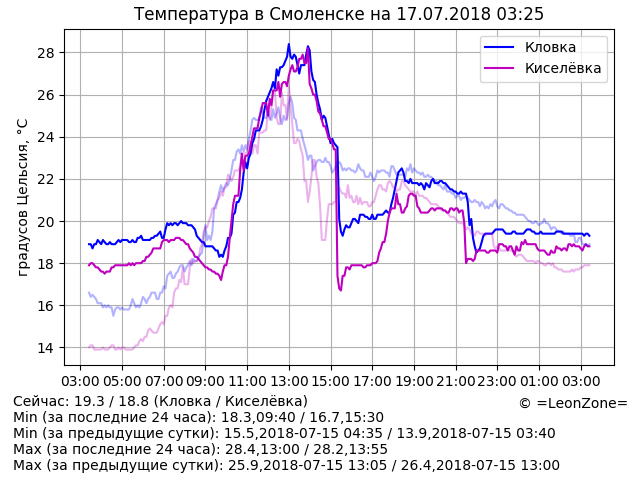 Температура в Смоленске на 17.07.2018 03:25
Кловка
Киселёвка
градусов Цельсия, °C
28
26
24
22
20
18
16
14
03:00 05:00 07:00 09:00 11:00 13:00 15:00 17:00 19:00 21:00 23:00 01:00 03:00
Сейчас: 19.3 / 18.8 (Кловка / Киселёвка)
© =LeonZone=
Min (за последние 24 часа): 18.3,09:40 / 16.7,15:30
Min (за предыдущие сутки): 15.5,2018-07-15 04:35 / 13.9,2018-07-15 03:40
Max (за последние 24 часа): 28.4,13:00 / 28.2,13:55
Max (за предыдущие сутки): 25.9,2018-07-15 13:05 / 26.4,2018-07-15 13:00